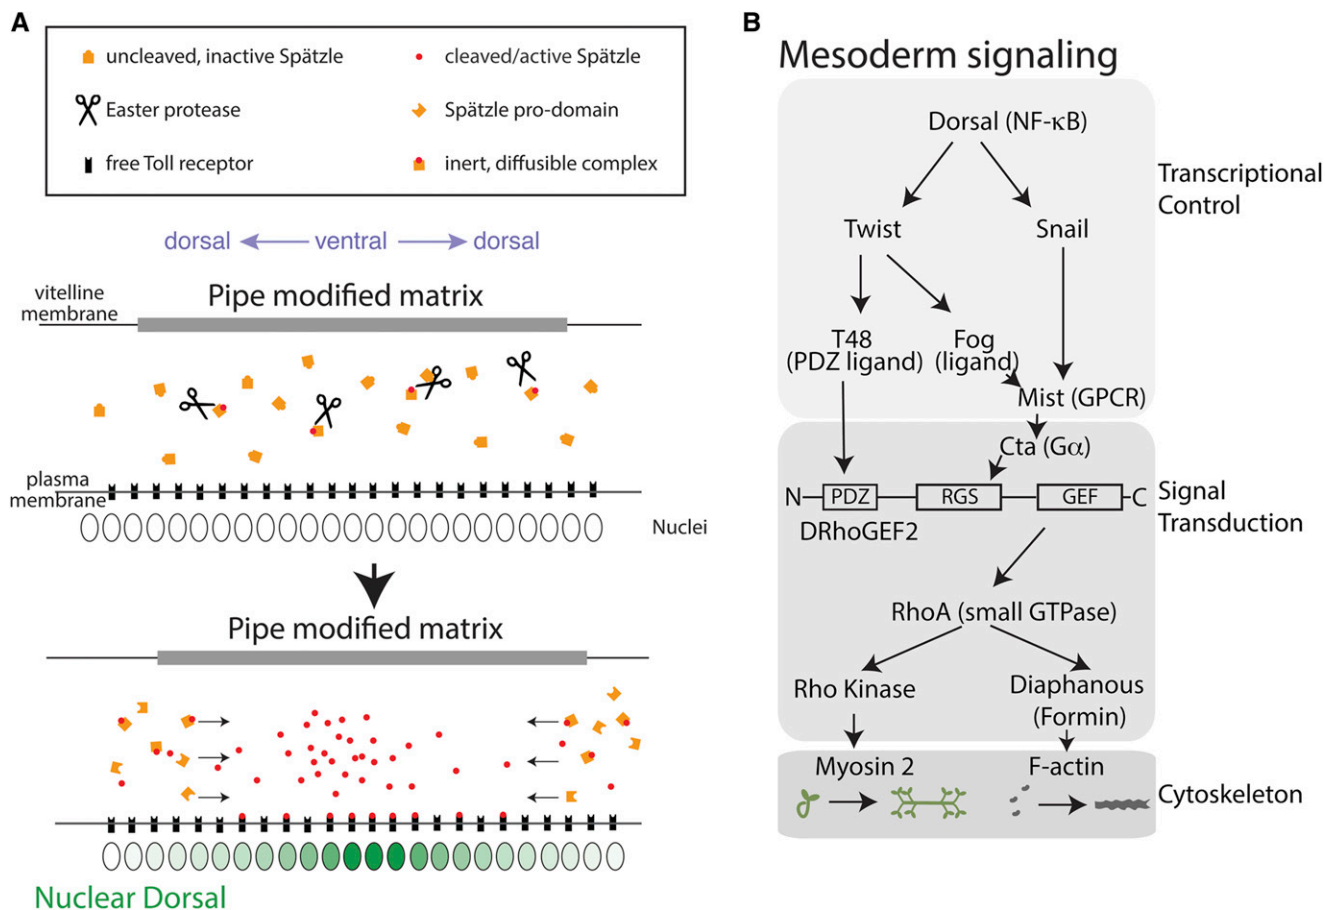 A
uncleaved, inactive Spätzle
cleaved/active Spätzle
Easter protease
Spätzle pro-domain
free Toll receptor
inert, diffusible complex
dorsal
ventral
dorsal
vitelline
membrane
Pipe modified matrix
plasma
membrane
Nuclei
Pipe modified matrix
Nuclear Dorsal
B
Mesoderm signaling
Dorsal (NF-κB)
Transcriptional
Control
Twist
Snail
T48
(PDZ ligand)
Fog
(ligand)
Mist (GPCR)
Cta (Gα)
N
PDZ
RGS
GEF
C
DRhoGEF2
Signal
Transduction
RhoA (small GTPase)
Rho Kinase
Diaphanous
(Formin)
Myosin 2
F-actin
Cytoskeleton